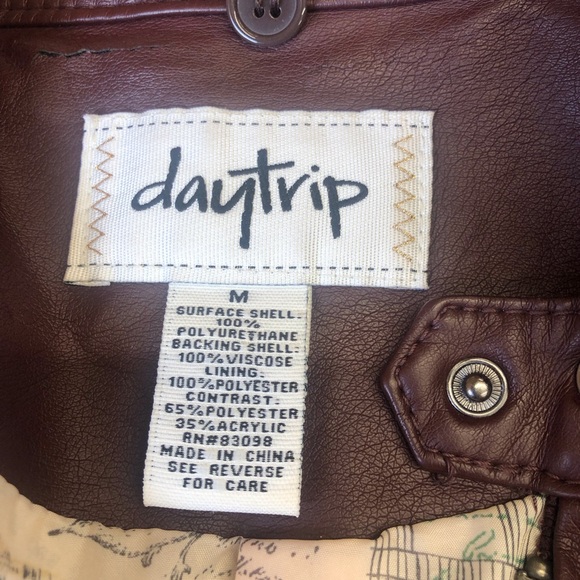 daytrip
M
SURFACE SHELL:
100%
POLYURETHANE
BACKING SHELL:
100%VISCOSE
LINING:
100%POLYESTER
CONTRAST:
65%POLYESTER
35%ACRYLIC
RN#83098
MADE IN CHINA
SEE REVERSE
FOR CARE